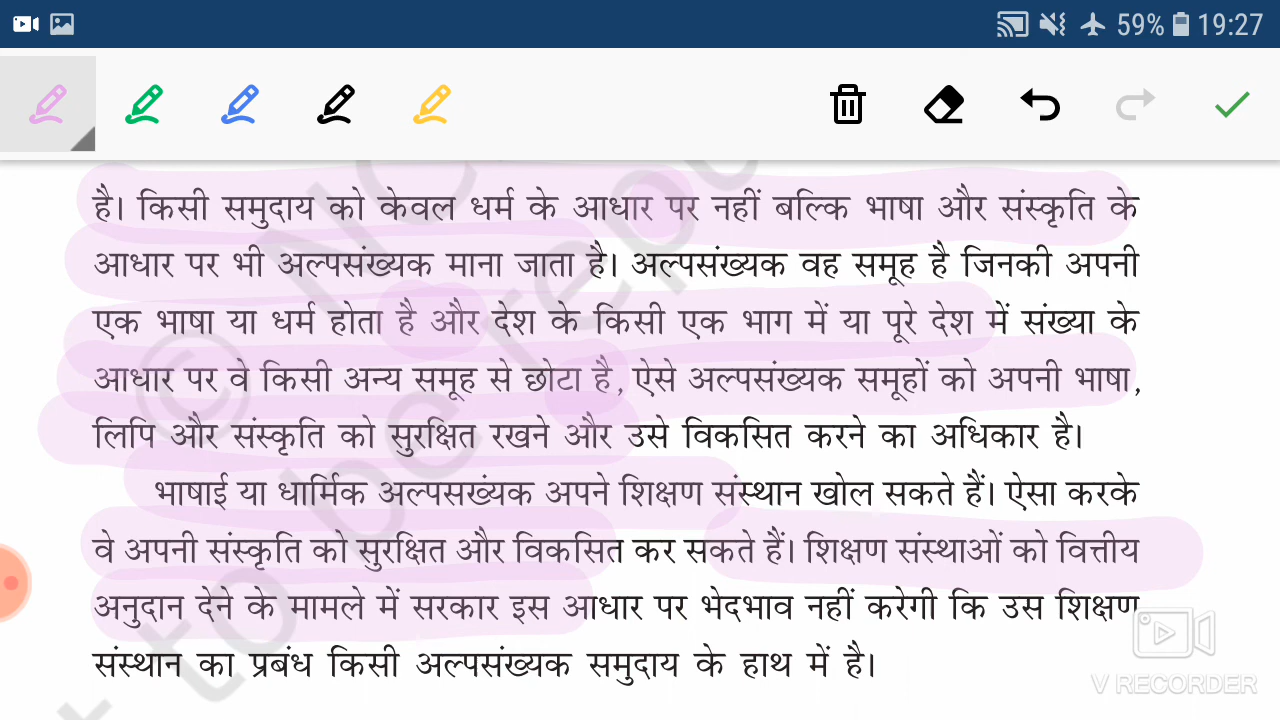 59% 19:27
है। किसी समुदाय को केवल धर्म के आधार पर नहीं बल्कि भाषा और संस्कृति के
आधार पर भी अल्पसंख्यक माना जाता है। अल्पसंख्यक वह समूह है जिनकी अपनी
एक भाषा या धर्म होता है और देश के किसी एक भाग में या पूरे देश में संख्या के
आधार पर वे किसी अन्य समूह से छोटा है, ऐसे अल्पसंख्यक समूहों को अपनी भाषा,
लिपि और संस्कृति को सुरक्षित रखने और उसे विकसित करने का अधिकार है।
भाषाई या धार्मिक अल्पसख्ंयक अपने शिक्षण संस्थान खोल सकते हैं। ऐसा करके
वे अपनी संस्कृति को सुरक्षित और विकसित कर सकते हैं। शिक्षण संस्थाओं को वित्तीय
अनुदान देने के मामले में सरकार इस आधार पर भेदभाव नहीं करेगी कि उस शिक्षण
संस्थान का प्रबंध किसी अल्पसंख्यक समुदाय के हाथ में है।
V RECORDER